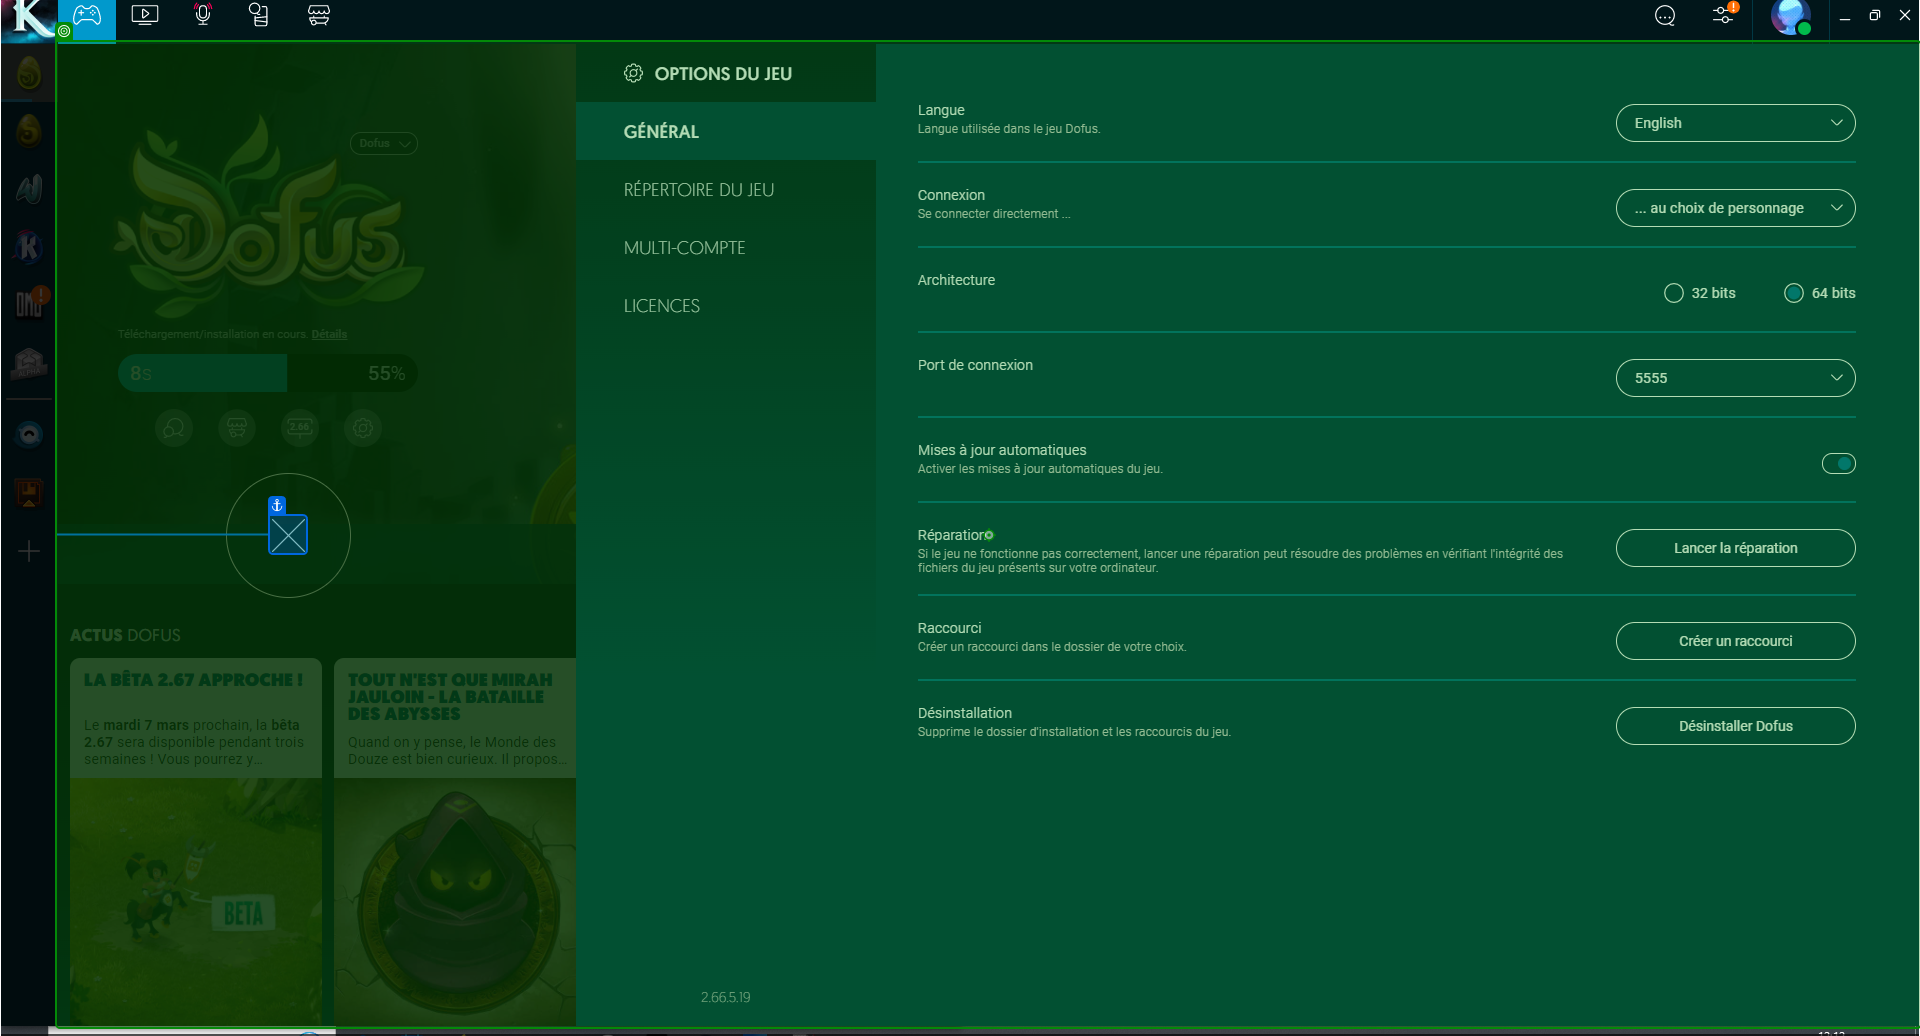 OPTIONS DU JEU
GÉNÉRAL
RÉPERTOIRE DU JEU
MULTI-COMPTE
LICENCES
2.66.5.19
Dofus
DOFUS
Téléchargement/installation en cours. Détails
8s
55%
2.66
ALPHA
ACTUS DOFUS
LA BÊTA 2.67 APPROCHE !
Le mardi 7 mars prochain, la bêta
2.67 sera disponible pendant trois
semaines ! Vous pourrez y...
BETA
TOUT N'EST QUE MIRAH
JAULOIN - LA BATAILLE
DES ABYSSES
Quand on y pense, le Monde des
Douze est bien curieux. Il propos...
Langue
Langue utilisée dans le jeu Dofus.
English
Connexion
Se connecter directement ...
... au choix de personnage
Architecture
32 bits
64 bits
Port de connexion
5555
Mises à jour automatiques
Activer les mises à jour automatiques du jeu.
Réparation
Si le jeu ne fonctionne pas correctement, lancer une réparation peut résoudre des problèmes en vérifiant l'intégrité des
fichiers du jeu présents sur votre ordinateur.
Lancer la réparation
Raccourci
Créer un raccourci dans le dossier de votre choix.
Créer un raccourci
Désinstallation
Supprime le dossier d'installation et les raccourcis du jeu.
Désinstaller Dofus